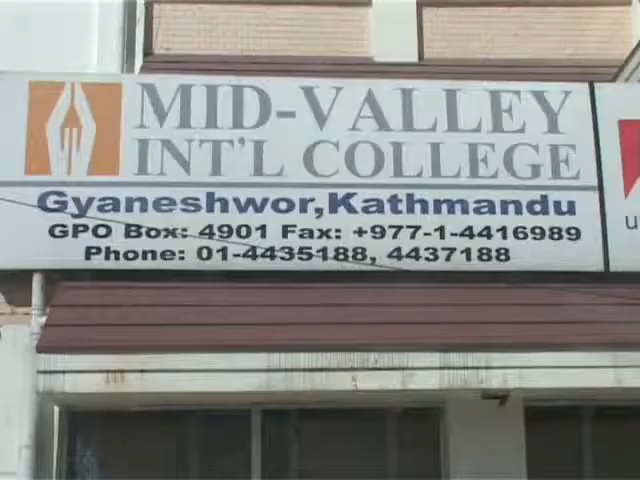 MID-VALLEY
INT'L COLLEGE
Gyaneshwor,Kathmandu
GPO Box: 4901 Fax: +977-1-4416989
Phone: 01-4435188, 4437188